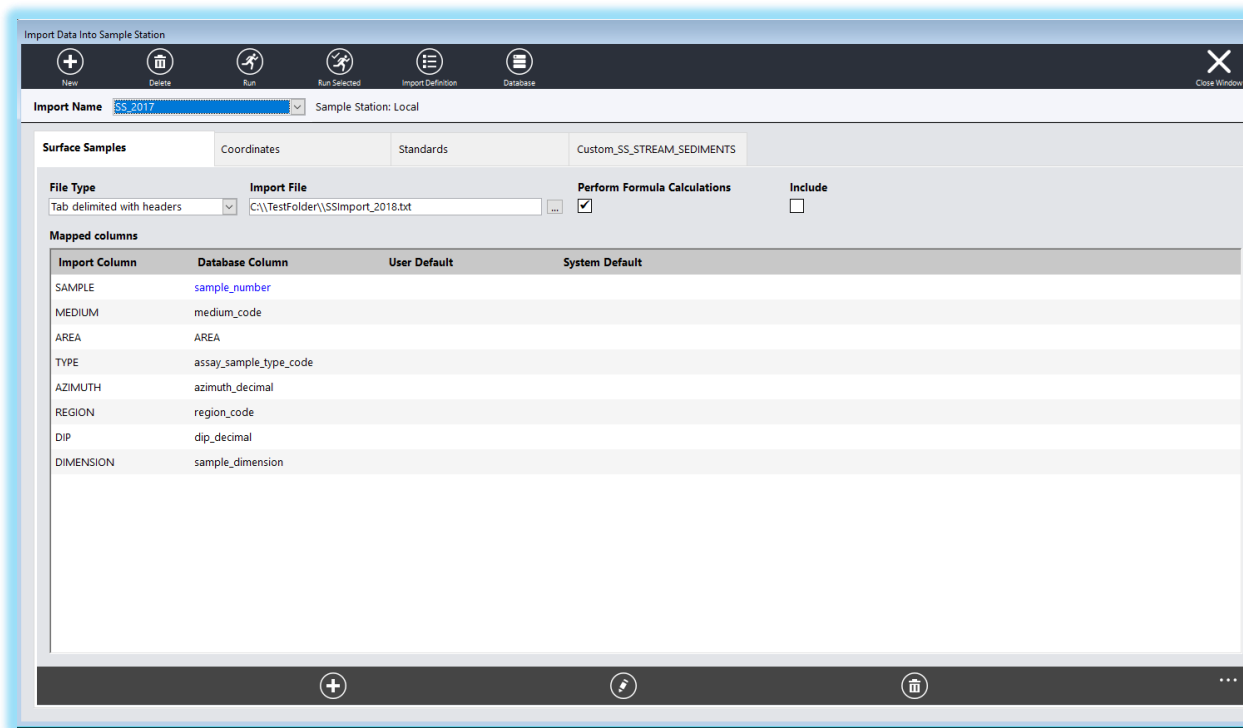 Import Data Into Sample Station
New Delete Run Run Selected Import Definition Database Close Window
Import Name SS_2017 Sample Station: Local
Surface Samples Coordinates Standards Custom_SS_STREAM_SEDIMENTS
File Type Import File Perform Formula Calculations Include
Tab delimited with headers C:\\TestFolder\\SSImport_2018.txt ...
Mapped columns
Import Column Database Column User Default System Default
SAMPLE sample_number
MEDIUM medium_code
AREA AREA
TYPE assay_sample_type_code
AZIMUTH azimuth_decimal
REGION region_code
DIP dip_decimal
DIMENSION sample_dimension